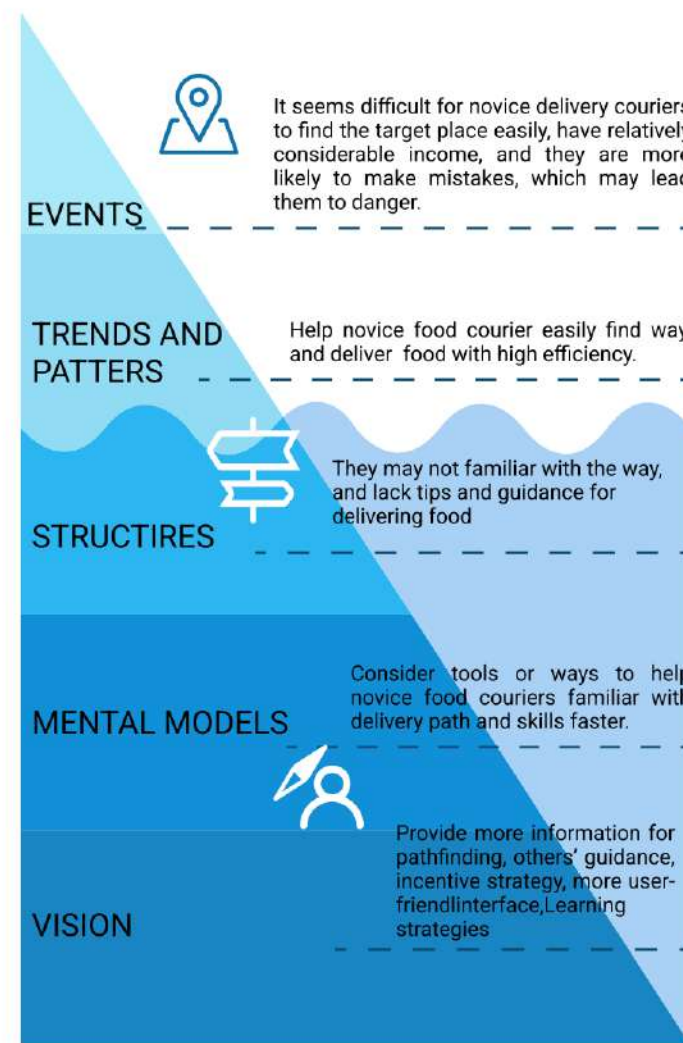 It seems difficult for novice delivery couriers
to find the target place easily, have relatively
considerable income, and they are more
likely to make mistakes, which may lead
them to danger.
EVENTS
TRENDS AND
PATTERS
Help novice food courier easily find way
and deliver food with high efficiency.
They may not familiar with the way,
and lack tips and guidance for
delivering food
STRUCTIRES
Consider tools or ways to help
novice food couriers familiar with
delivery path and skills faster.
MENTAL MODELS
Provide more information for
pathfinding, others' guidance,
incentive strategy, more user-
friendlinterface,Learning
strategies
VISION